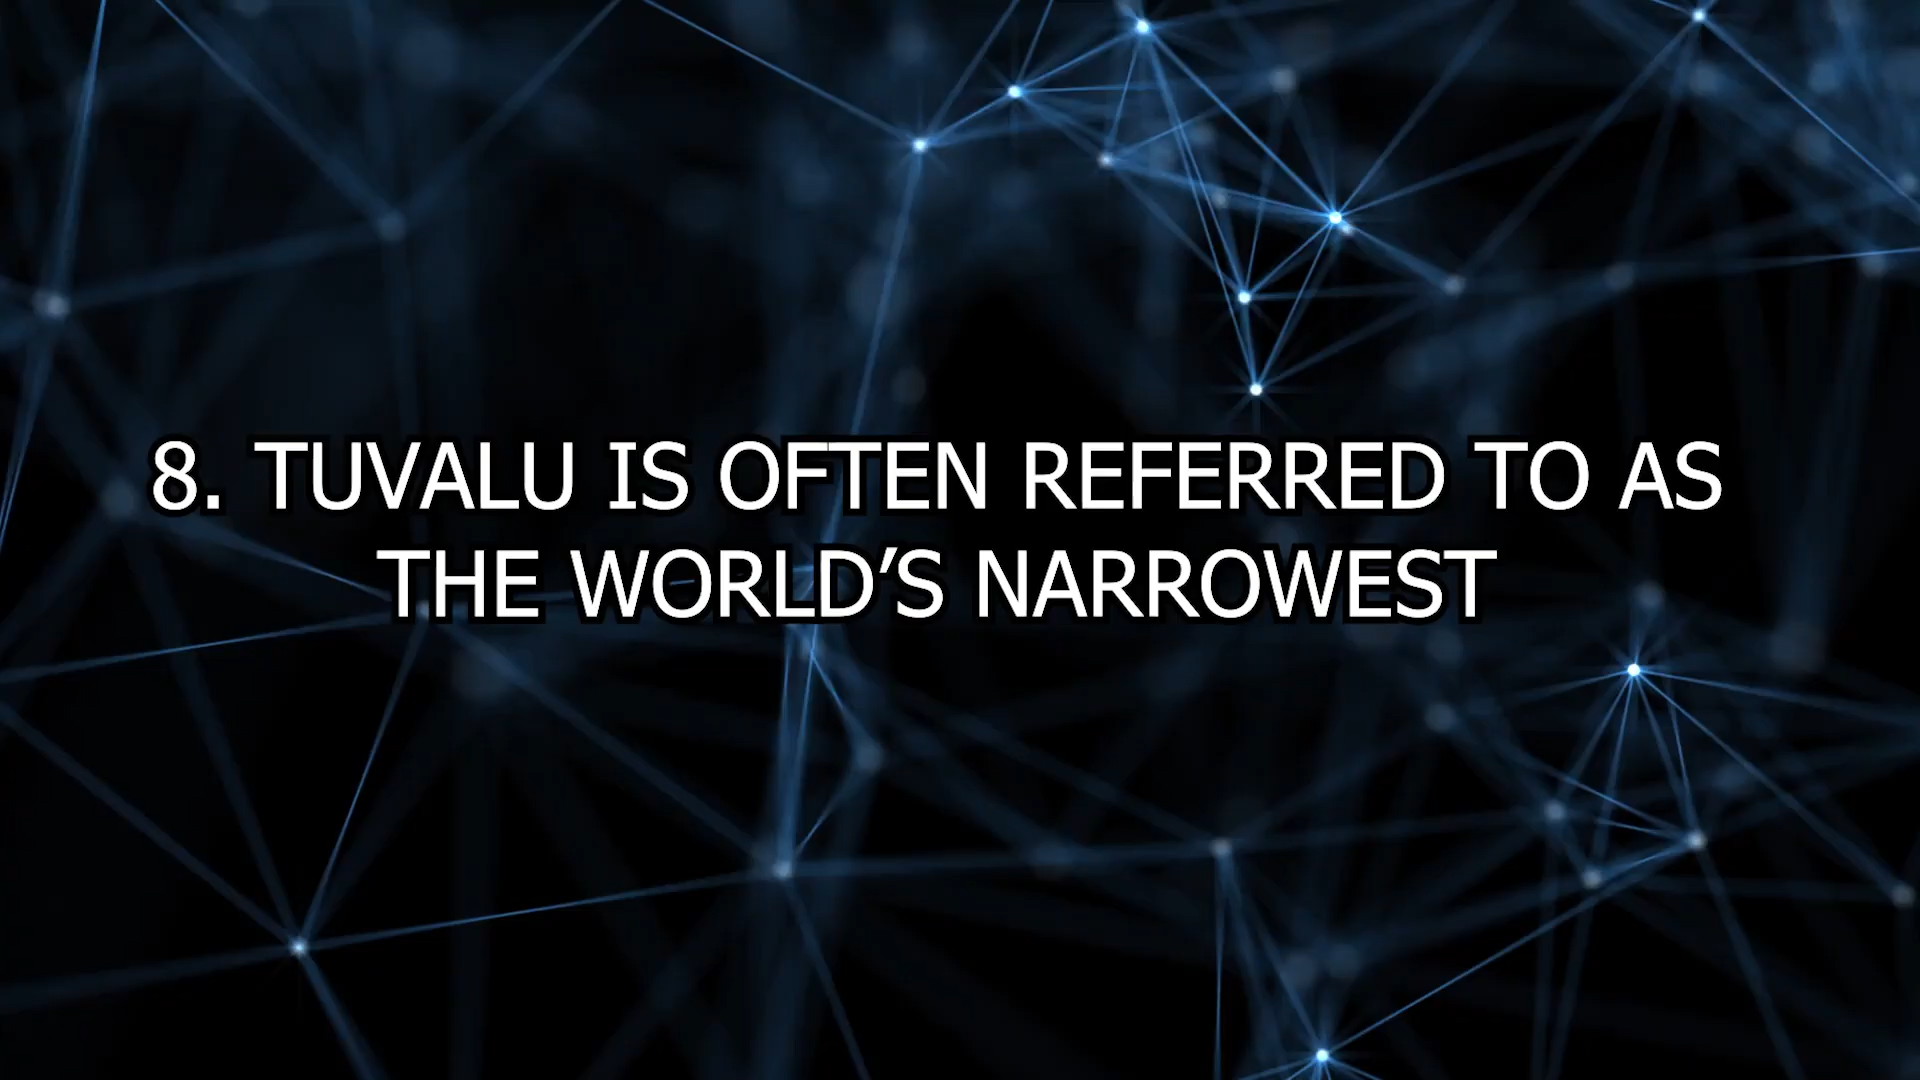 8. TUVALU IS OFTEN REFERRED TO AS
THE WORLD’S NARROWEST